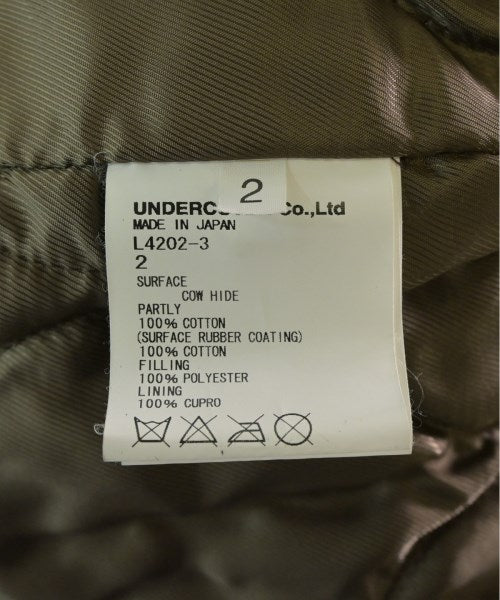 2
UNDERC Co.,Ltd
MADE IN JAPAN
L4202-3
2
SURFACE
COW HIDE
PARTLY
100% COTTON
(SURFACE RUBBER COATING)
100% COTTON
FILLING
100% POLYESTER
LINING
100% CUPRO